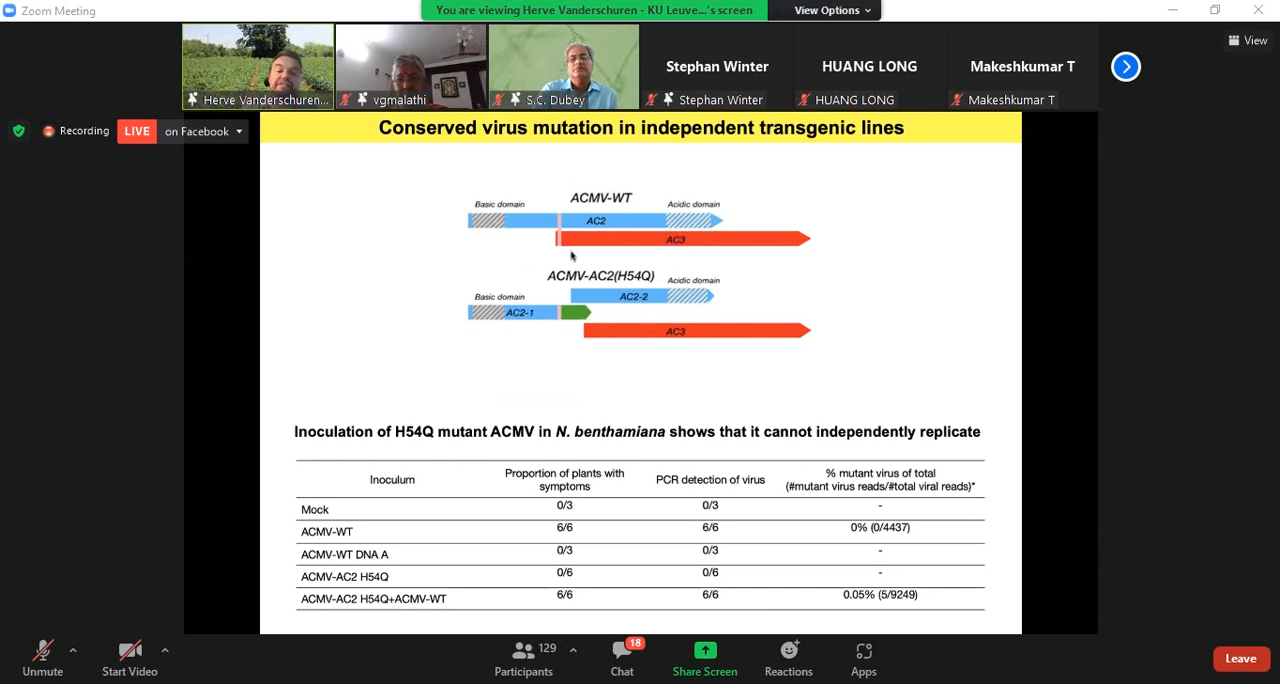 Zoom Meeting
You are viewing Herve Vanderschuren - KU Leuve...'s screen
View Options
View
Herve Vanderschuren...
vgmalathi
S.C. Dubey
Stephan Winter
Stephan Winter
HUANG LONG
HUANG LONG
Makeshkumar T
Makeshkumar T
Recording
LIVE
on Facebook
Conserved virus mutation in independent transgenic lines
ACMV-WT
Basic domain
Acidic domain
AC2
AC3
ACMV-AC2(H54Q)
Acidic domain
Basic domain
AC2-2
AC2-1
AC3
Inoculation of H54Q mutant ACMV in N. benthamiana shows that it cannot independently replicate
Inoculum Proportion of plants with symptoms PCR detection of virus % mutant virus of total (#mutant virus reads/#total viral reads)*
Mock 0/3 0/3 -
ACMV-WT 6/6 6/6 0% (0/4437)
ACMV-WT DNA A 0/3 0/3 -
ACMV-AC2 H54Q 0/6 0/6 -
ACMV-AC2 H54Q+ACMV-WT 6/6 6/6 0.05% (5/9249)
Unmute
Start Video
129
Participants
18
Chat
Share Screen
Reactions
Apps
Leave